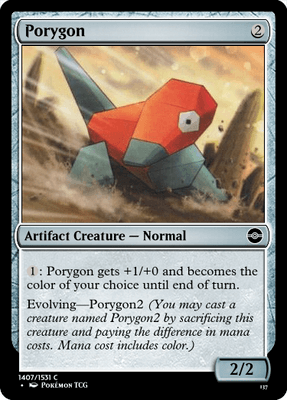 Porygon 2
Artifact Creature — Normal
1 : Porygon gets +1/+0 and becomes the
color of your choice until end of turn.
Evolving—Porygon2 (You may cast a
creature named Porygon2 by sacrificing this
creature and paying the difference in mana
costs. Mana cost includes color.)
2/2
1407/1531 C
• Pokémon TCG